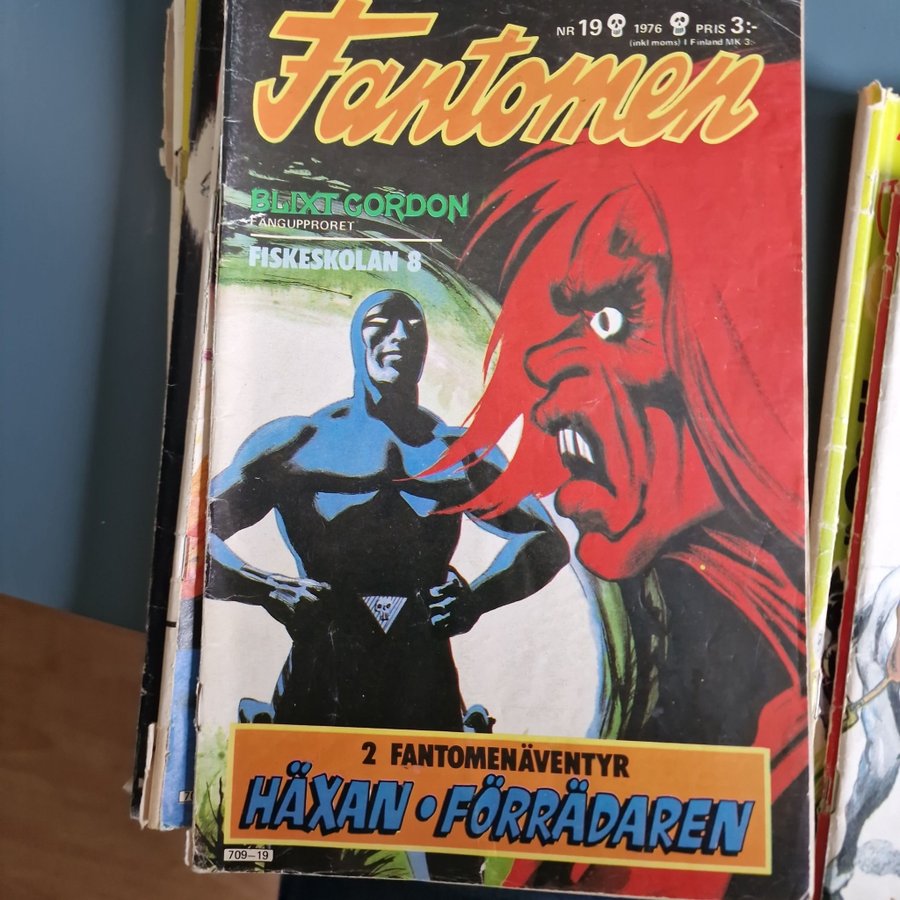 NR 19 1976 PRIS 3:-
(inkl moms) I Finland MK 3:-
Fantomen
BLIXT GORDON
FÅNGUPPRORET
FISKESKOLAN 8
2 FANTOMENÄVENTYR
HÄXAN • FÖRRÄDAREN
709-19